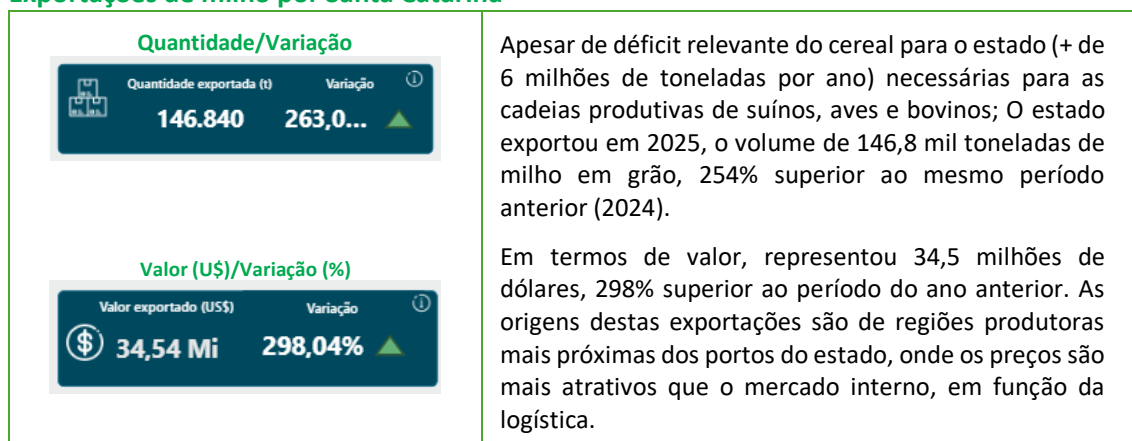 Exportações de milho por Santa Catarina
Quantidade/Variação
Quantidade exportada (t) Variação
146.840 263,0...
Valor (U$)/Variação (%)
Valor exportado (US$) Variação
34,54 Mi 298,04%
Apesar de déficit relevante do cereal para o estado (+ de
6 milhões de toneladas por ano) necessárias para as
cadeias produtivas de suínos, aves e bovinos; O estado
exportou em 2025, o volume de 146,8 mil toneladas de
milho em grão, 254% superior ao mesmo período
anterior (2024).
Em termos de valor, representou 34,5 milhões de
dólares, 298% superior ao período do ano anterior. As
origens destas exportações são de regiões produtoras
mais próximas dos portos do estado, onde os preços são
mais atrativos que o mercado interno, em função da
logística.